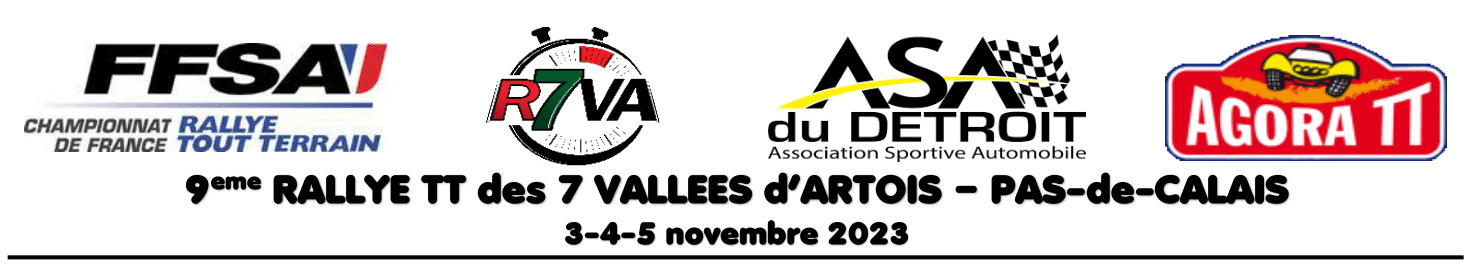 FFSA
CHAMPIONNAT DE FRANCE
RALLYE TOUT TERRAIN
R7VA
ASA
du DETROIT
Association Sportive Automobile
AGORA TT
9eme RALLYE TT des 7 VALLEES d'ARTOIS – PAS-de-CALAIS
3-4-5 novembre 2023